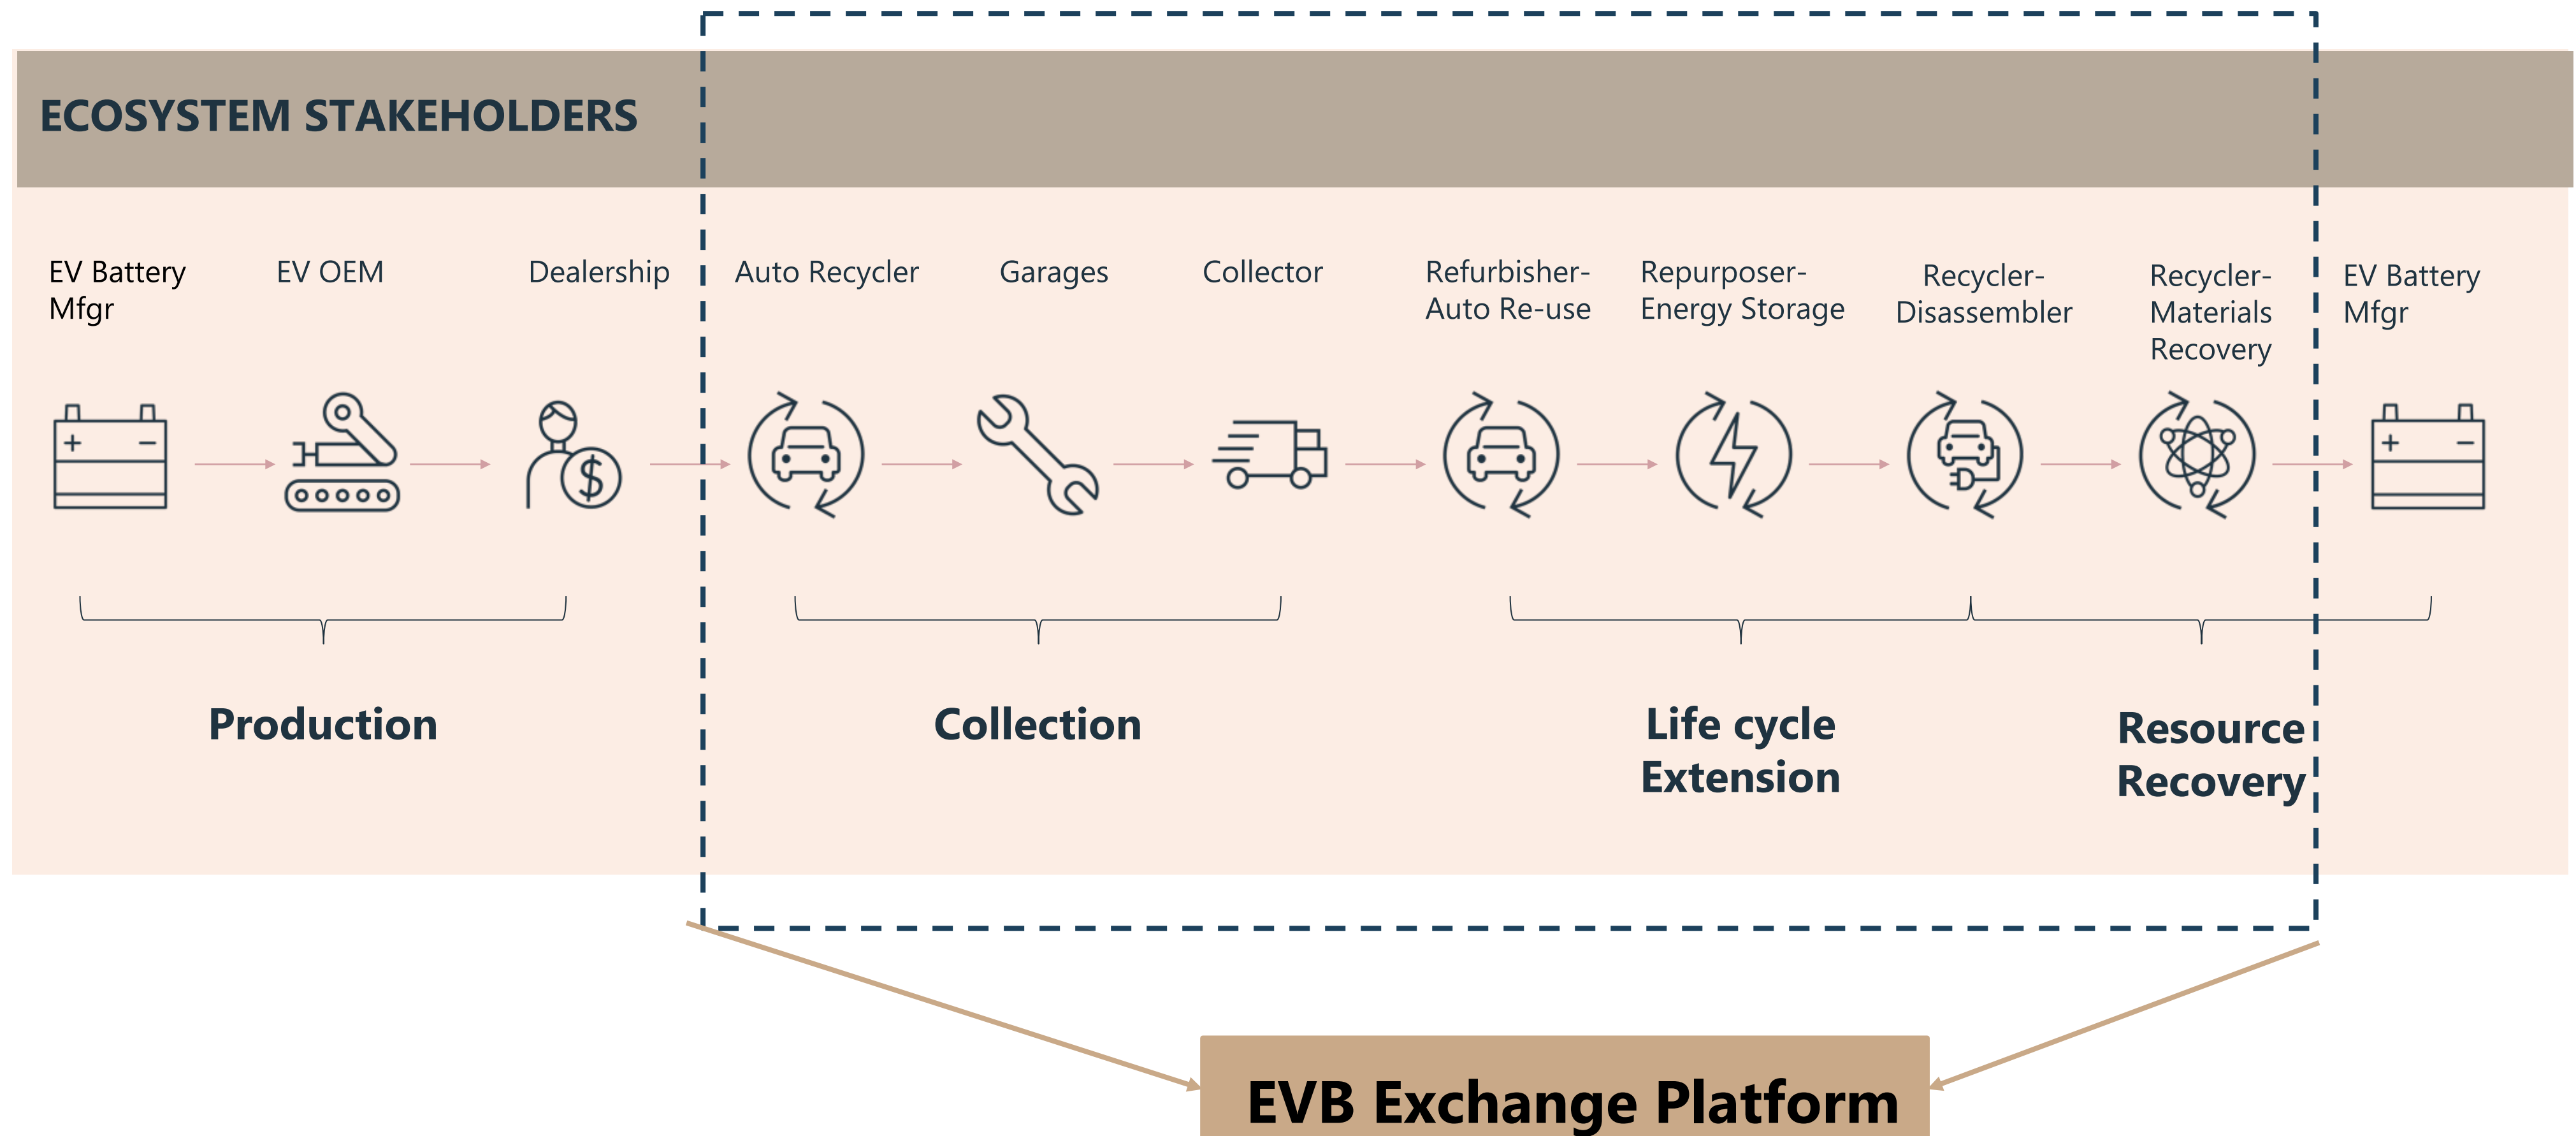 ECOSYSTEM STAKEHOLDERS
EV Battery
Mfgr
EV OEM
Dealership
Auto Recycler
Garages
Collector
Refurbisher-
Auto Re-use
Repurposer-
Energy Storage
Recycler-
Disassembler
Recycler-
Materials
Recovery
EV Battery
Mfgr
+ −
$
+ −
Production
Collection
Life cycle
Extension
Resource
Recovery
EVB Exchange Platform